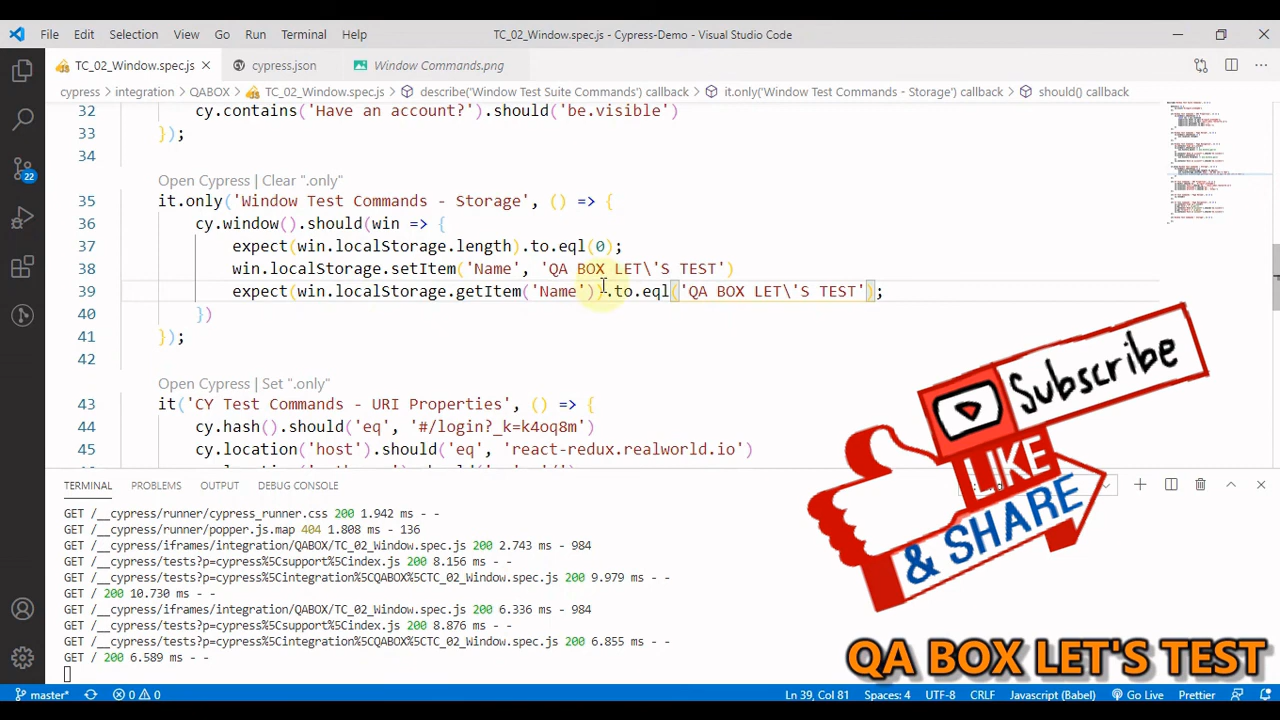 File Edit Selection View Go Run Terminal Help TC_02_Window.spec.js - Cypress-Demo - Visual Studio Code
TC_02_Window.spec.js cypress.json Window Commands.png
cypress > integration > QABOX > TC_02_Window.spec.js > describe('Window Test Suite Commands') callback > it.only('Window Test Commands - Storage') callback > should() callback
32 cy.contains('Have an account?').should('be.visible')
33 });
34
Open Cypress | Clear ".only"
35 it.only('Window Test Commands - Storage', () => {
36 cy.window().should(win => {
37 expect(win.localStorage.length).to.eql(0);
38 win.localStorage.setItem('Name', 'QA BOX LET\'S TEST')
39 expect(win.localStorage.getItem('Name')).to.eql('QA BOX LET\'S TEST');
40 })
41 });
42
Open Cypress | Set ".only"
43 it('CY Test Commands - URI Properties', () => {
44 cy.hash().should('eq', '#/login?_k=k4oq8m')
45 cy.location('host').should('eq', 'react-redux.realworld.io')
Subscribe
LIKE
& SHARE
QA BOX LET'S TEST
TERMINAL PROBLEMS OUTPUT DEBUG CONSOLE
GET /__cypress/runner/cypress_runner.css 200 1.942 ms - -
GET /__cypress/runner/popper.js.map 404 1.808 ms - 136
GET /__cypress/iframes/integration/QABOX/TC_02_Window.spec.js 200 2.743 ms - 984
GET /__cypress/tests?p=cypress%5Csupport%5Cindex.js 200 8.156 ms - -
GET /__cypress/tests?p=cypress%5Cintegration%5CQABOX%5CTC_02_Window.spec.js 200 9.979 ms - -
GET / 200 10.730 ms - -
GET /__cypress/iframes/integration/QABOX/TC_02_Window.spec.js 200 6.336 ms - 984
GET /__cypress/tests?p=cypress%5Csupport%5Cindex.js 200 8.876 ms - -
GET /__cypress/tests?p=cypress%5Cintegration%5CQABOX%5CTC_02_Window.spec.js 200 6.855 ms - -
GET / 200 6.589 ms - -
22
master* 0 0 Ln 39, Col 81 Spaces: 4 UTF-8 CRLF Javascript (Babel) Go Live Prettier